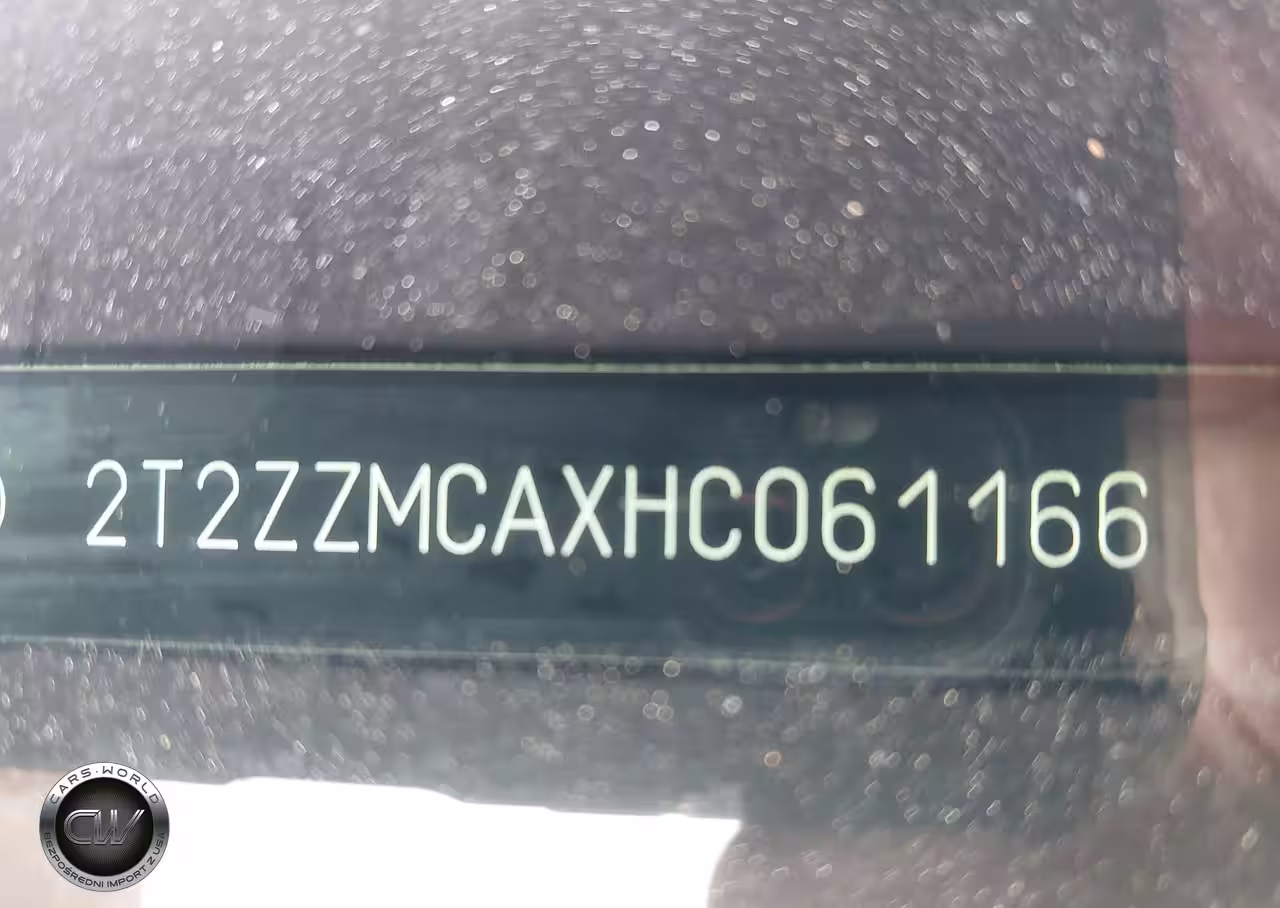 2T2ZZMCAXHC061166
CARS·WORLD
CW
BEZPOŚREDNI IMPORT Z USA